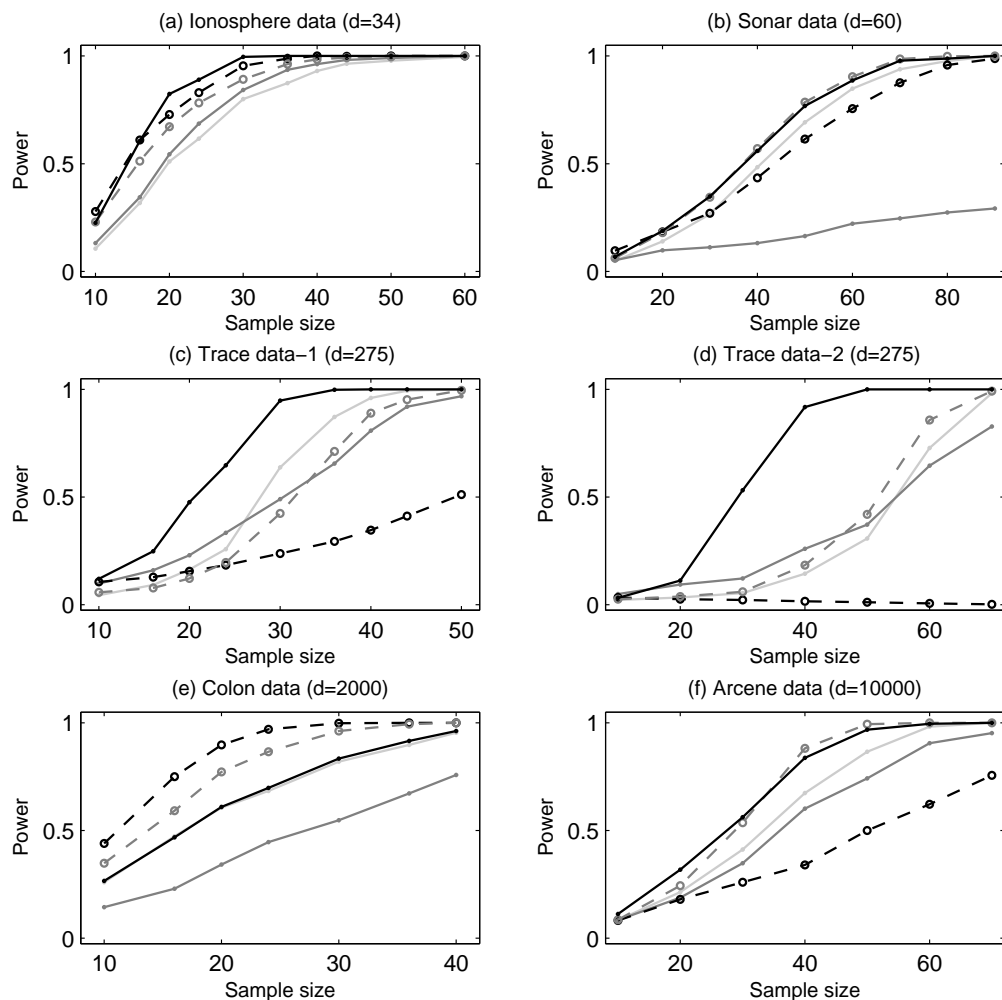 (a) Ionosphere data (d=34)
1
0.5
0
Power
10 20 30 40 50 60
Sample size
(b) Sonar data (d=60)
1
0.5
0
Power
20 40 60 80
Sample size
(c) Trace data−1 (d=275)
1
0.5
0
Power
10 20 30 40 50
Sample size
(d) Trace data−2 (d=275)
1
0.5
0
Power
20 40 60
Sample size
(e) Colon data (d=2000)
1
0.5
0
Power
10 20 30 40
Sample size
(f) Arcene data (d=10000)
1
0.5
0
Power
20 40 60
Sample size